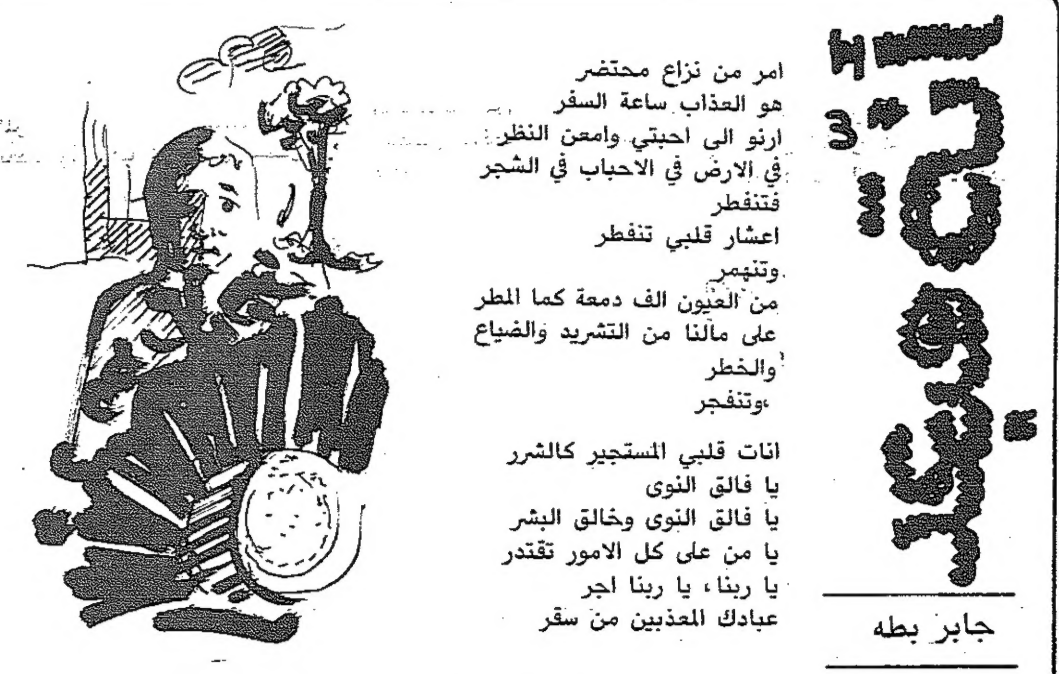 امر من نزاع محتضر
هو العذاب ساعة السفر
ارنو الى احبتي وامعن النظر
في الارض في الاحباب في الشجر
فتنفطر
اعشار قلبي تنفطر
وتنهمر
من العيون الف دمعة كما المطر
على مالنا من التشريد والضياع
والخطر
وتنفجر
انات قلبي المستجير كالشرر
يا فالق النوى
يا فالق النوى وخالق البشر
يا من على كل الامور تقتدر
يا ربنا، يا ربنا اجر
عبادك المعذبين من سقر
جابر بطه